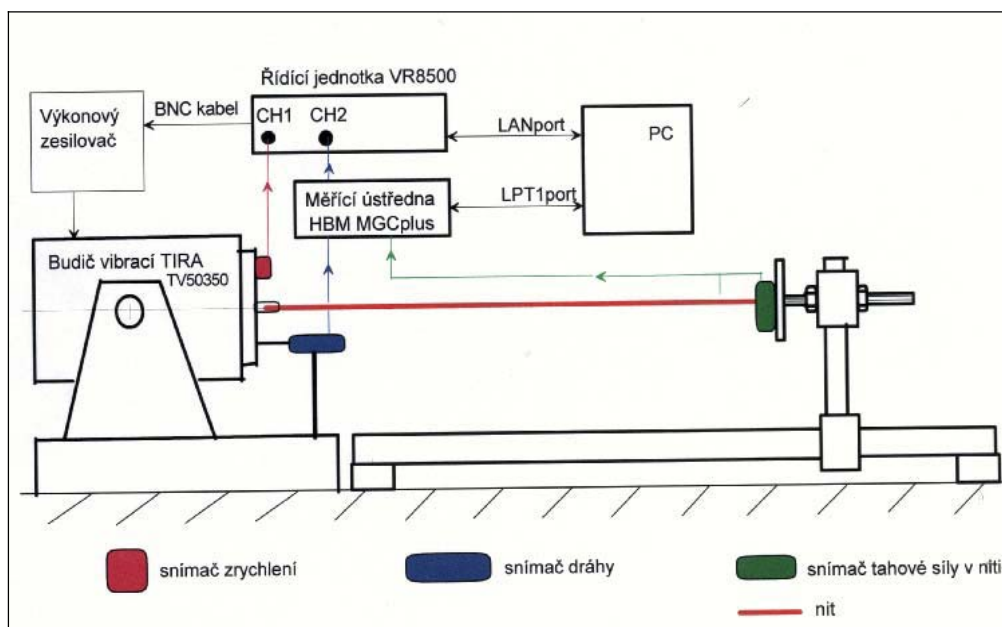 Řídící jednotka VR8500
Výkonový
zesilovač
BNC kabel
CH1
CH2
LANport
PC
Měřící ústředna
HBM MGCplus
LPT1port
Budič vibrací TIRA
TV50350
snímač zrychlení
snímač dráhy
snímač tahové síly v niti
nit